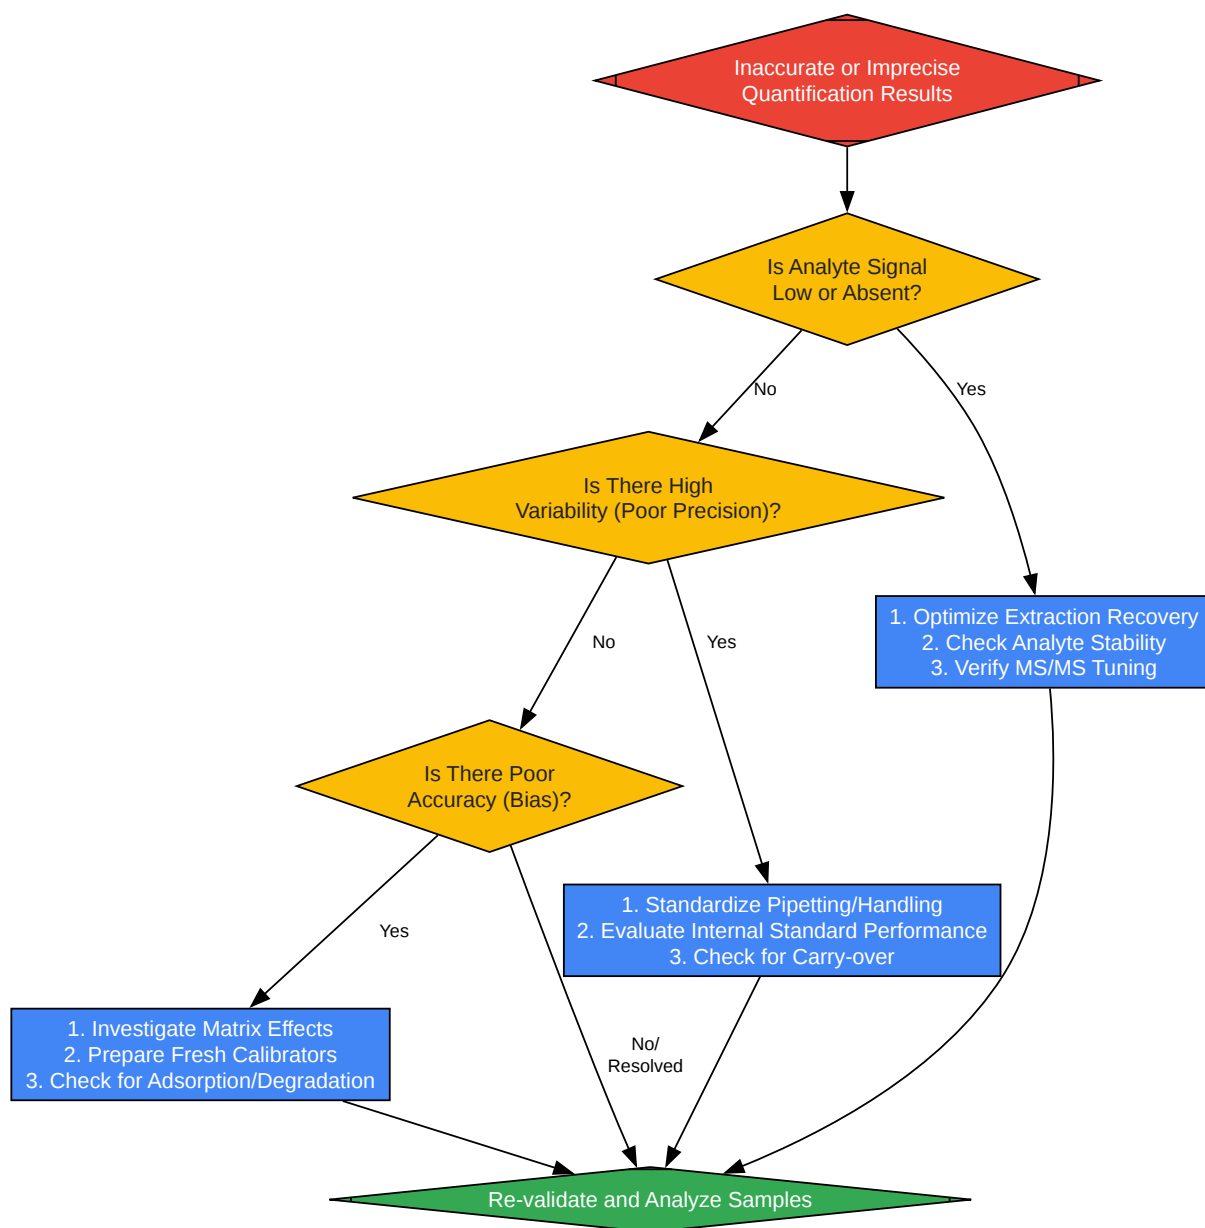 Inaccurate or Imprecise
Quantification Results
Is Analyte Signal
Low or Absent?
No
Yes
Is There High
Variability (Poor Precision)?
1. Optimize Extraction Recovery
2. Check Analyte Stability
3. Verify MS/MS Tuning
No
Yes
Is There Poor
Accuracy (Bias)?
1. Standardize Pipetting/Handling
2. Evaluate Internal Standard Performance
3. Check for Carry-over
Yes
1. Investigate Matrix Effects
2. Prepare Fresh Calibrators
3. Check for Adsorption/Degradation
No/
Resolved
Re-validate and Analyze Samples